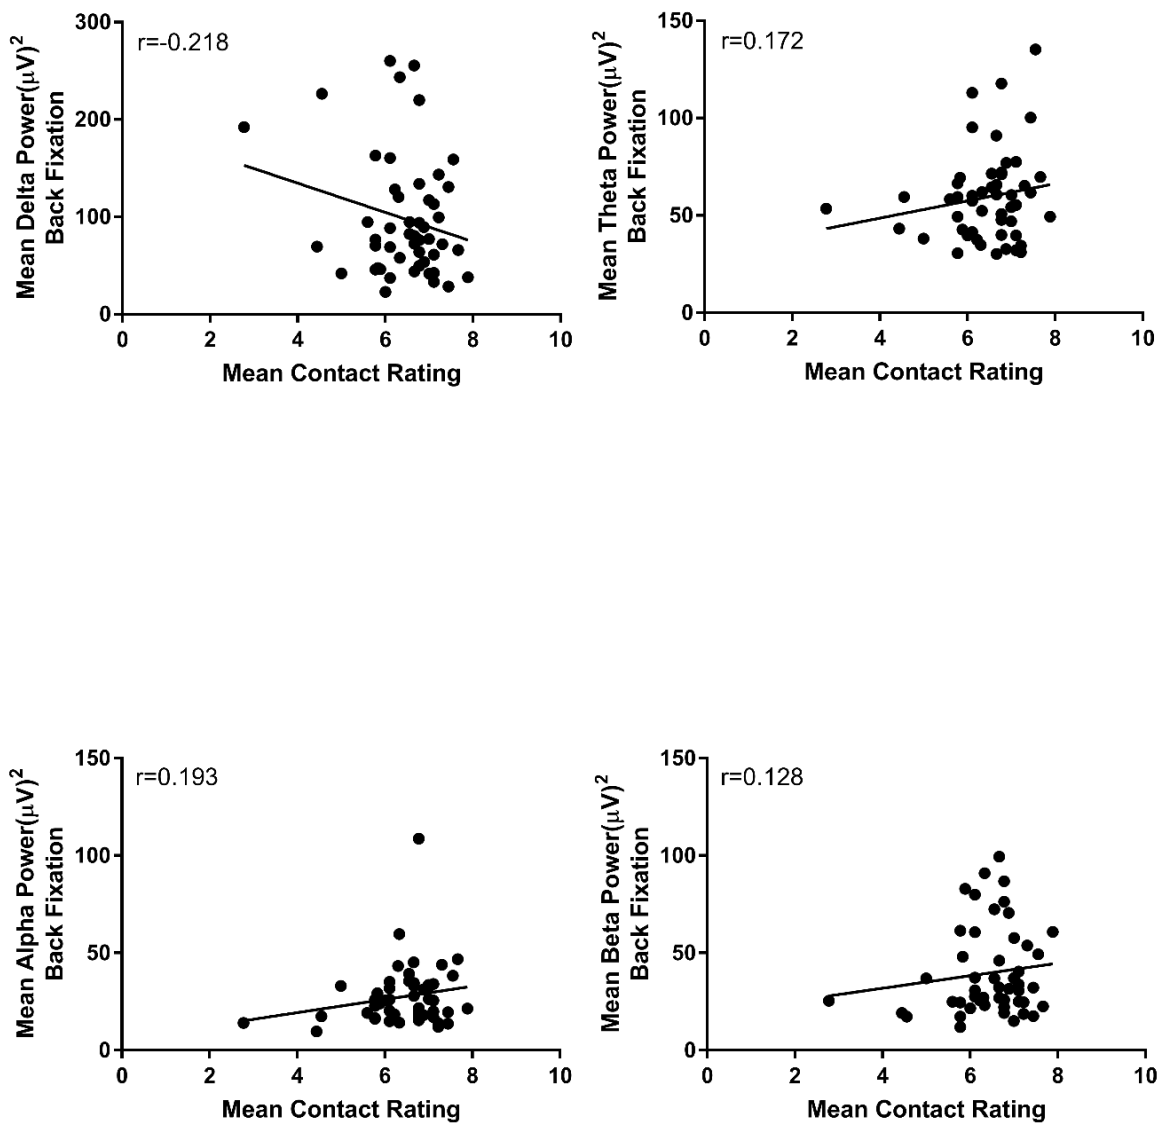 Mean Delta Power(μV)²
Back Fixation
300
200
100
0
r=-0.218
0 2 4 6 8 10
Mean Contact Rating
Mean Theta Power(μV)²
Back Fixation
150
100
50
0
r=0.172
0 2 4 6 8 10
Mean Contact Rating
Mean Alpha Power(μV)²
Back Fixation
150
100
50
0
r=0.193
0 2 4 6 8 10
Mean Contact Rating
Mean Beta Power(μV)²
Back Fixation
150
100
50
0
r=0.128
0 2 4 6 8 10
Mean Contact Rating